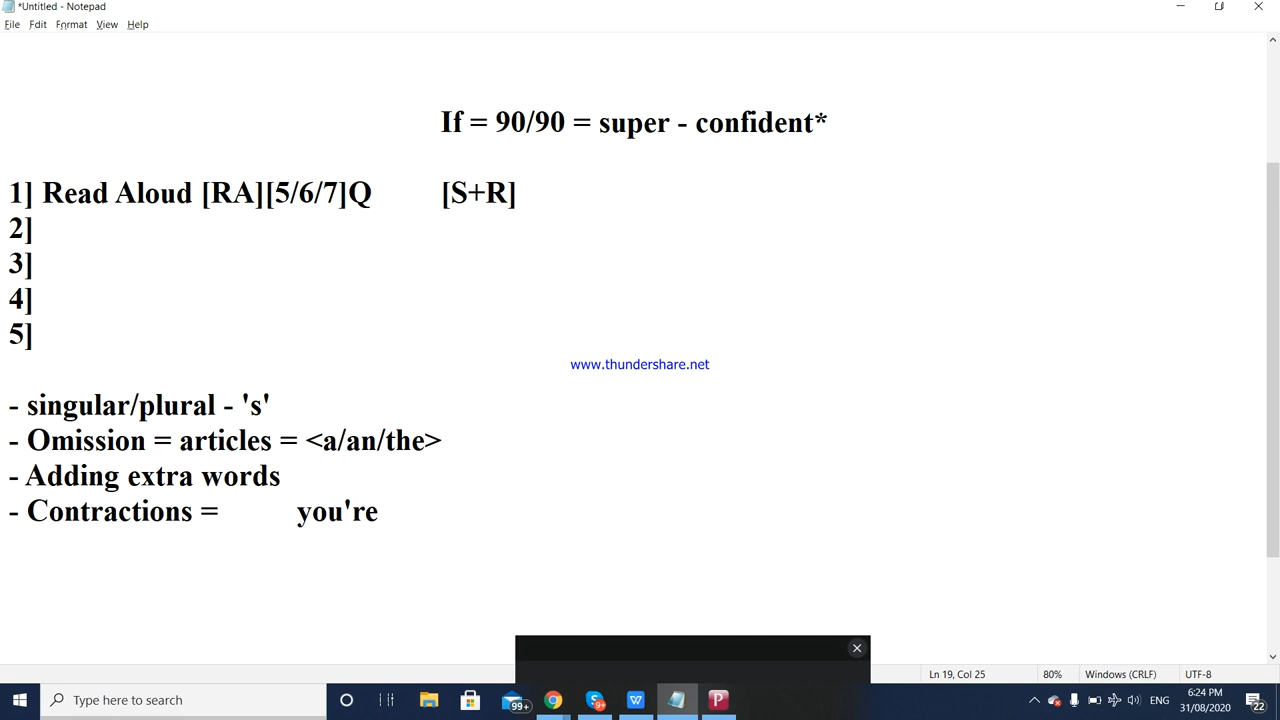 *Untitled - Notepad
File Edit Format View Help
If = 90/90 = super - confident*
1] Read Aloud [RA][5/6/7]Q [S+R]
2]
3]
4]
5]
www.thundershare.net
- singular/plural - 's'
- Omission = articles = <a/an/the>
- Adding extra words
- Contractions = you're
Ln 19, Col 25 80% Windows (CRLF) UTF-8
Type here to search
99+
9+
ENG
6:24 PM
31/08/2020
22